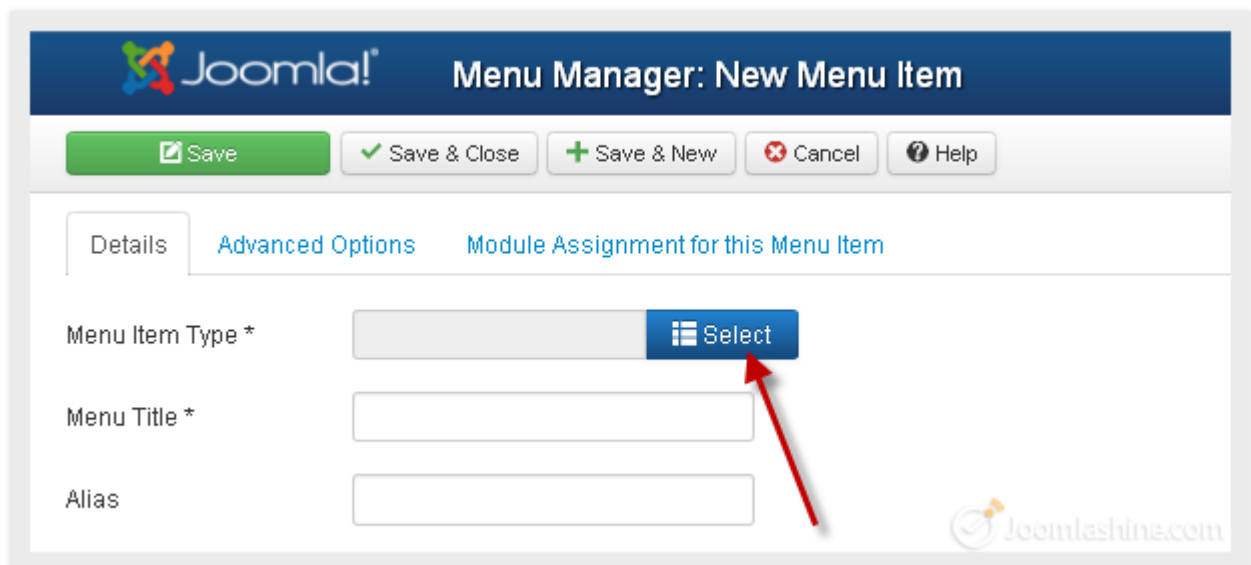 Joomla!® Menu Manager: New Menu Item
Save Save & Close Save & New Cancel Help
Details Advanced Options Module Assignment for this Menu Item
Menu Item Type * Select
Menu Title *
Alias
Joomlashine.com